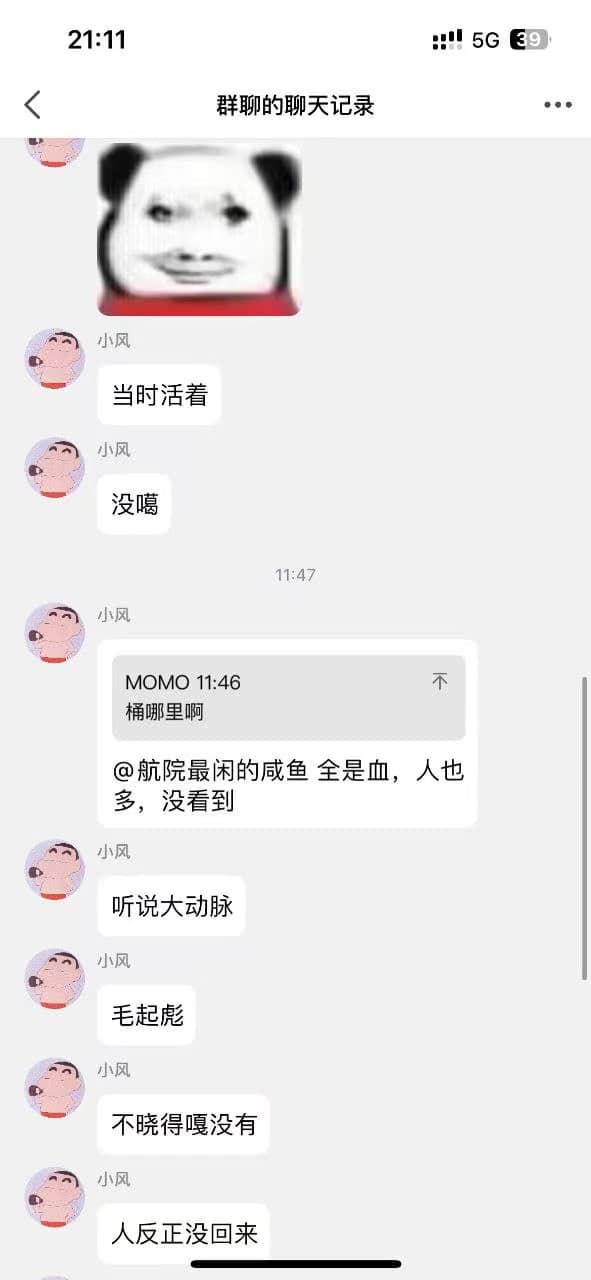 21:11
5G 39
群聊的聊天记录
小风
当时活着
小风
没噶
11:47
小风
MOMO 11:46
桶哪里啊
@航院最闲的咸鱼 全是血，人也
多，没看到
小风
听说大动脉
小风
毛起彪
小风
不晓得嘎没有
小风
人反正没回来